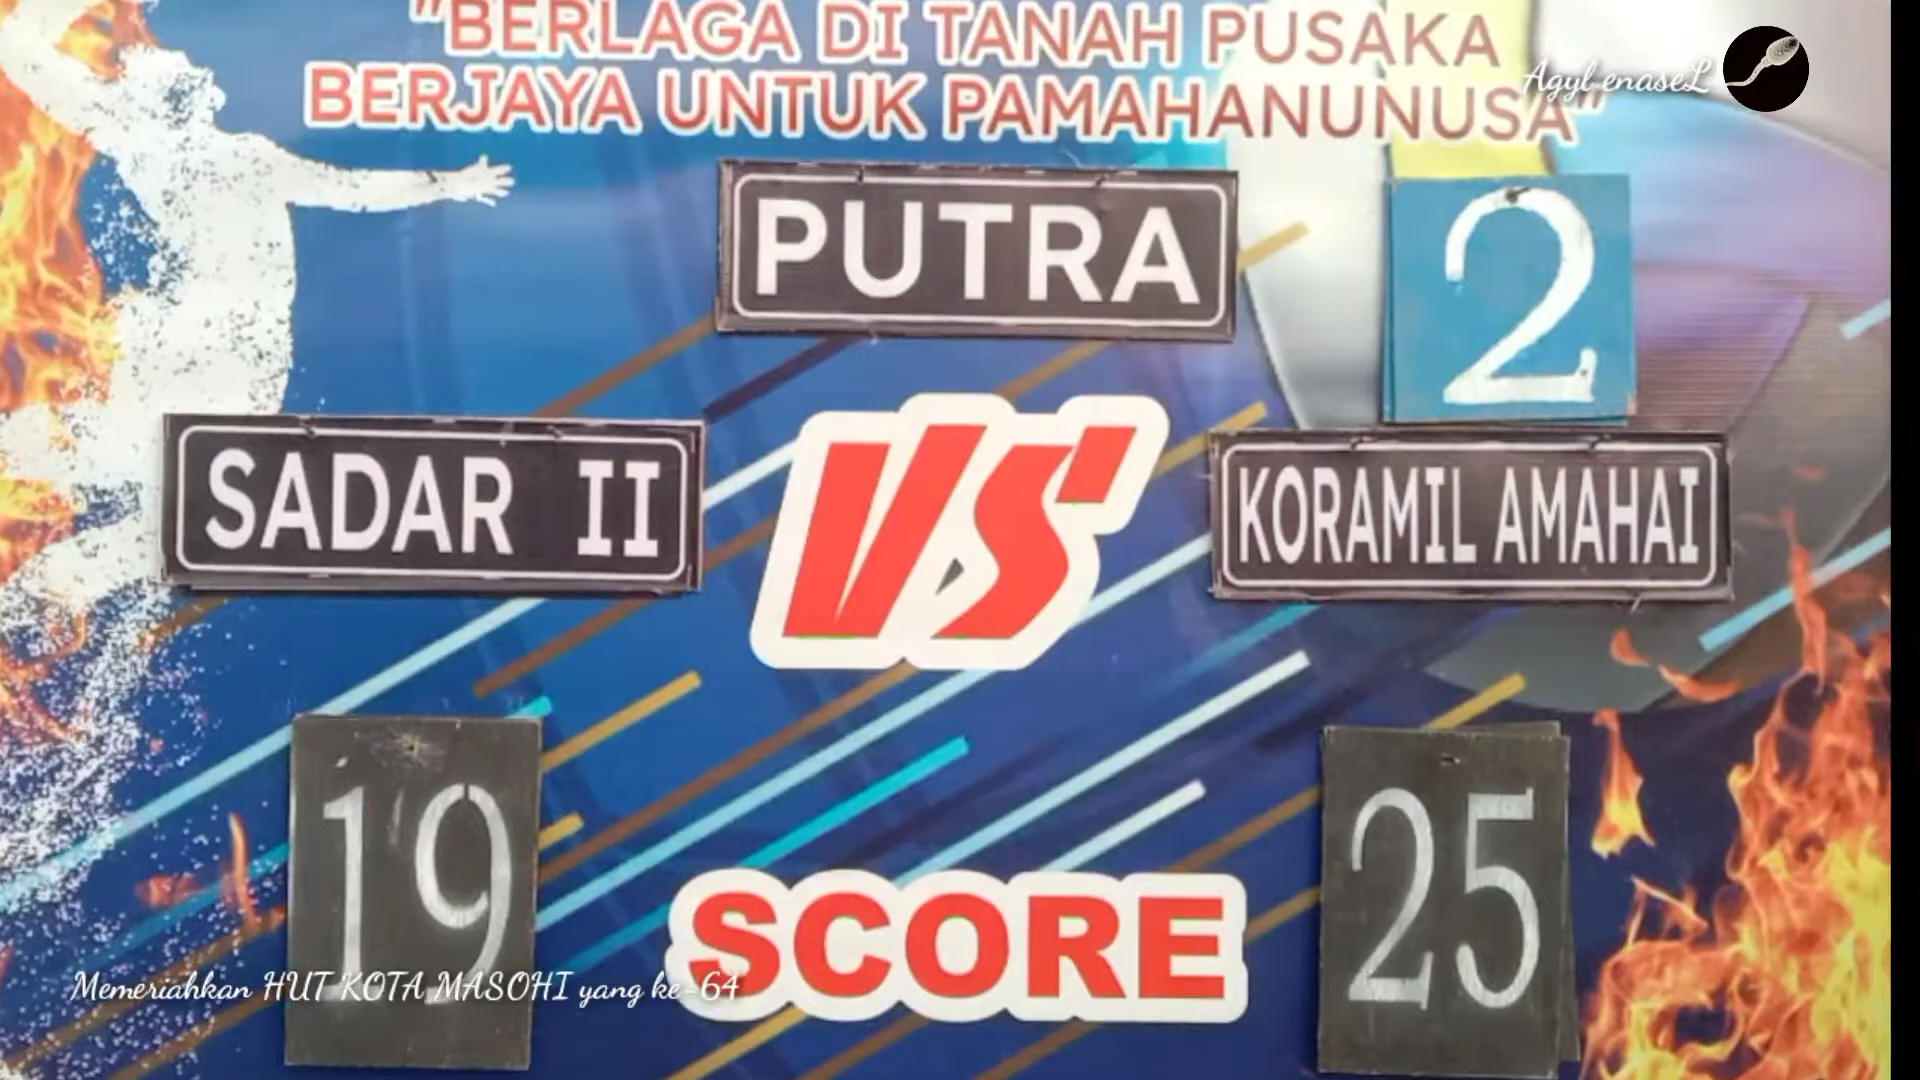 "BERLAGA DI TANAH PUSAKA
BERJAYA UNTUK PAMAHANUNUSA"
Agyl enaseL
PUTRA
2
SADAR II
VS
KORAMIL AMAHAI
19
SCORE
25
Memeriahkan HUT KOTA MASOHI yang ke-64